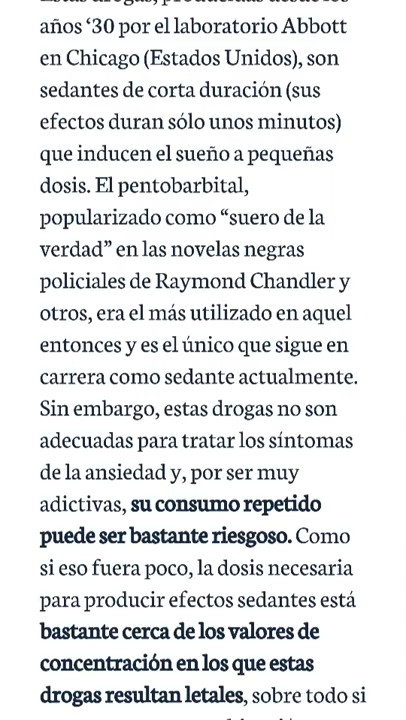 Estas drogas, producidas desde los
años ‘30 por el laboratorio Abbott
en Chicago (Estados Unidos), son
sedantes de corta duración (sus
efectos duran sólo unos minutos)
que inducen el sueño a pequeñas
dosis. El pentobarbital,
popularizado como “suero de la
verdad” en las novelas negras
policiales de Raymond Chandler y
otros, era el más utilizado en aquel
entonces y es el único que sigue en
carrera como sedante actualmente.
Sin embargo, estas drogas no son
adecuadas para tratar los síntomas
de la ansiedad y, por ser muy
adictivas, su consumo repetido
puede ser bastante riesgoso. Como
si eso fuera poco, la dosis necesaria
para producir efectos sedantes está
bastante cerca de los valores de
concentración en los que estas
drogas resultan letales, sobre todo si